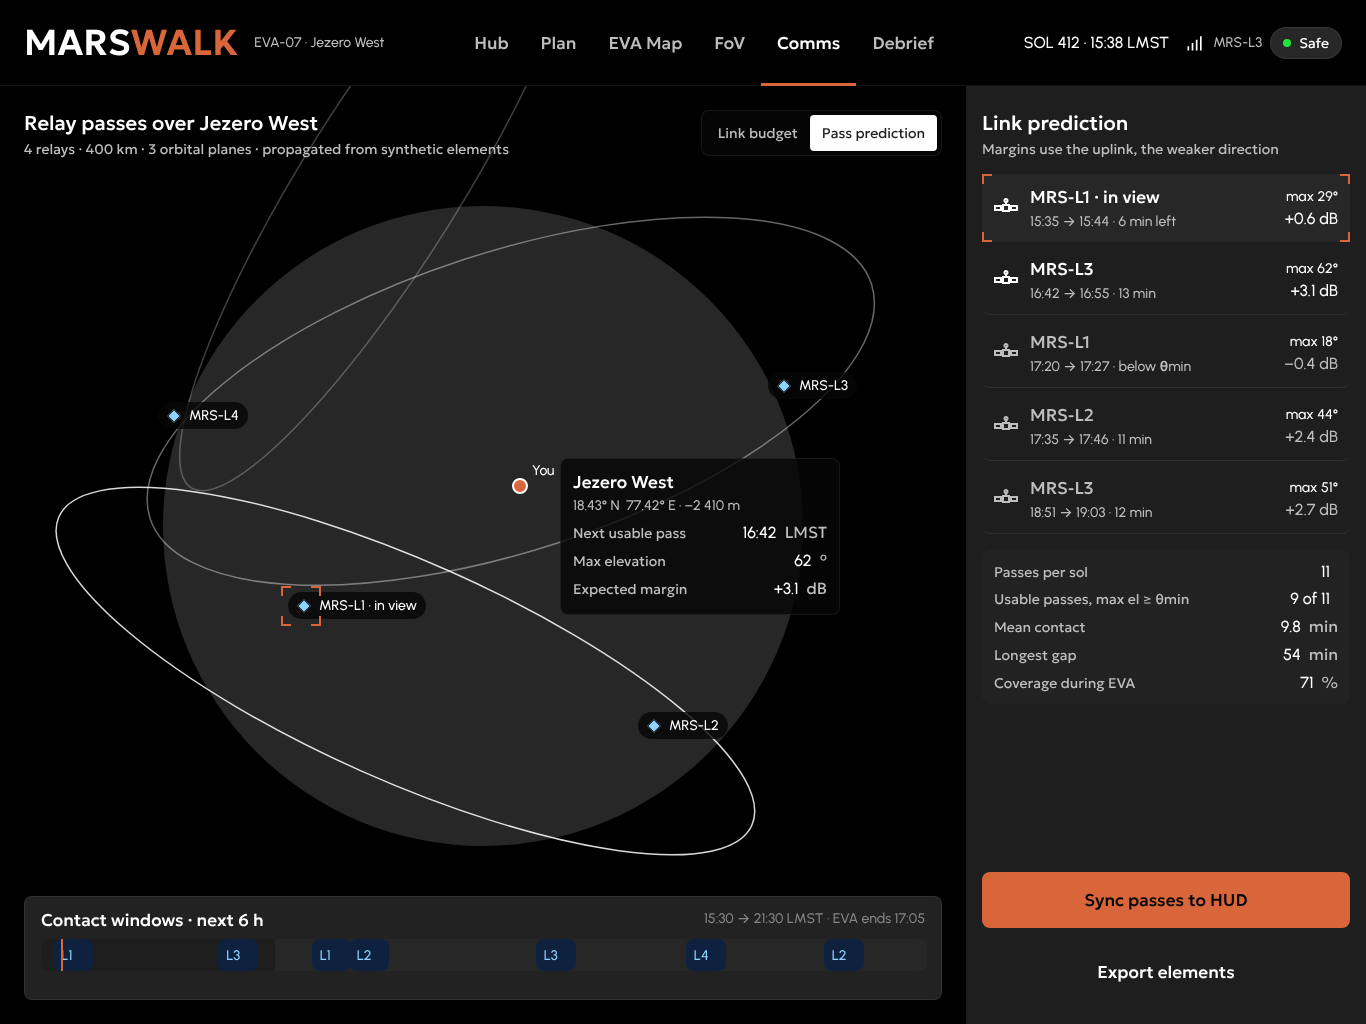 MARSWALK
EVA-07 · Jezero West
Hub
Plan
EVA Map
FoV
Comms
Debrief
SOL 412 · 15:38 LMST
MRS-L3
Safe
Relay passes over Jezero West
4 relays · 400 km · 3 orbital planes · propagated from synthetic elements
Link budget
Pass prediction
MRS-L3
MRS-L4
You
Jezero West
18.43° N 77.42° E · −2 410 m
Next usable pass 16:42 LMST
Max elevation 62 °
Expected margin +3.1 dB
MRS-L1 · in view
MRS-L2
Contact windows · next 6 h
15:30 → 21:30 LMST · EVA ends 17:05
L1
L3
L1
L2
L3
L4
L2
Link prediction
Margins use the uplink, the weaker direction
MRS-L1 · in view max 29°
15:35 → 15:44 · 6 min left +0.6 dB
MRS-L3 max 62°
16:42 → 16:55 · 13 min +3.1 dB
MRS-L1 max 18°
17:20 → 17:27 · below θmin −0.4 dB
MRS-L2 max 44°
17:35 → 17:46 · 11 min +2.4 dB
MRS-L3 max 51°
18:51 → 19:03 · 12 min +2.7 dB
Passes per sol 11
Usable passes, max el ≥ θmin 9 of 11
Mean contact 9.8 min
Longest gap 54 min
Coverage during EVA 71 %
Sync passes to HUD
Export elements